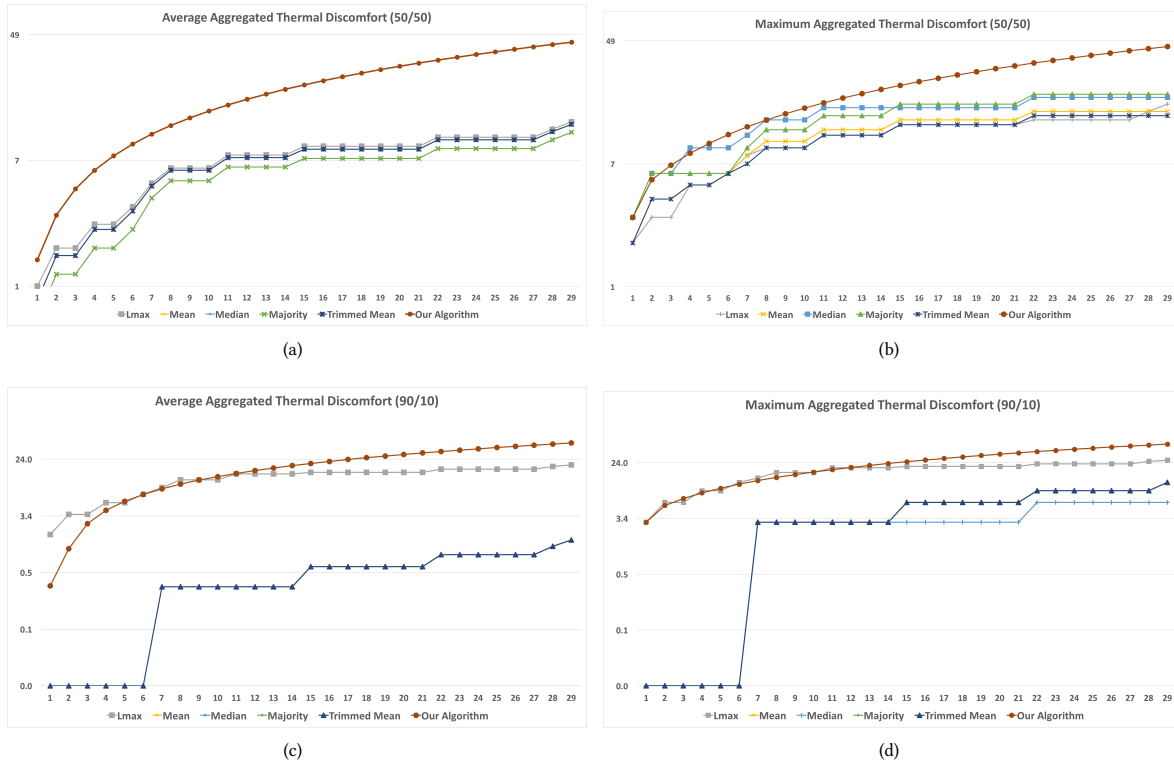 Average Aggregated Thermal Discomfort (50/50)
49
7
1
1 2 3 4 5 6 7 8 9 10 11 12 13 14 15 16 17 18 19 20 21 22 23 24 25 26 27 28 29
Lmax Mean Median Majority Trimmed Mean Our Algorithm
(a)
Maximum Aggregated Thermal Discomfort (50/50)
49
7
1
1 2 3 4 5 6 7 8 9 10 11 12 13 14 15 16 17 18 19 20 21 22 23 24 25 26 27 28 29
Lmax Mean Median Majority Trimmed Mean Our Algorithm
(b)
Average Aggregated Thermal Discomfort (90/10)
24.0
3.4
0.5
0.1
0.0
1 2 3 4 5 6 7 8 9 10 11 12 13 14 15 16 17 18 19 20 21 22 23 24 25 26 27 28 29
Lmax Mean Median Majority Trimmed Mean Our Algorithm
(c)
Maximum Aggregated Thermal Discomfort (90/10)
24.0
3.4
0.5
0.1
0.0
1 2 3 4 5 6 7 8 9 10 11 12 13 14 15 16 17 18 19 20 21 22 23 24 25 26 27 28 29
Lmax Mean Median Majority Trimmed Mean Our Algorithm
(d)